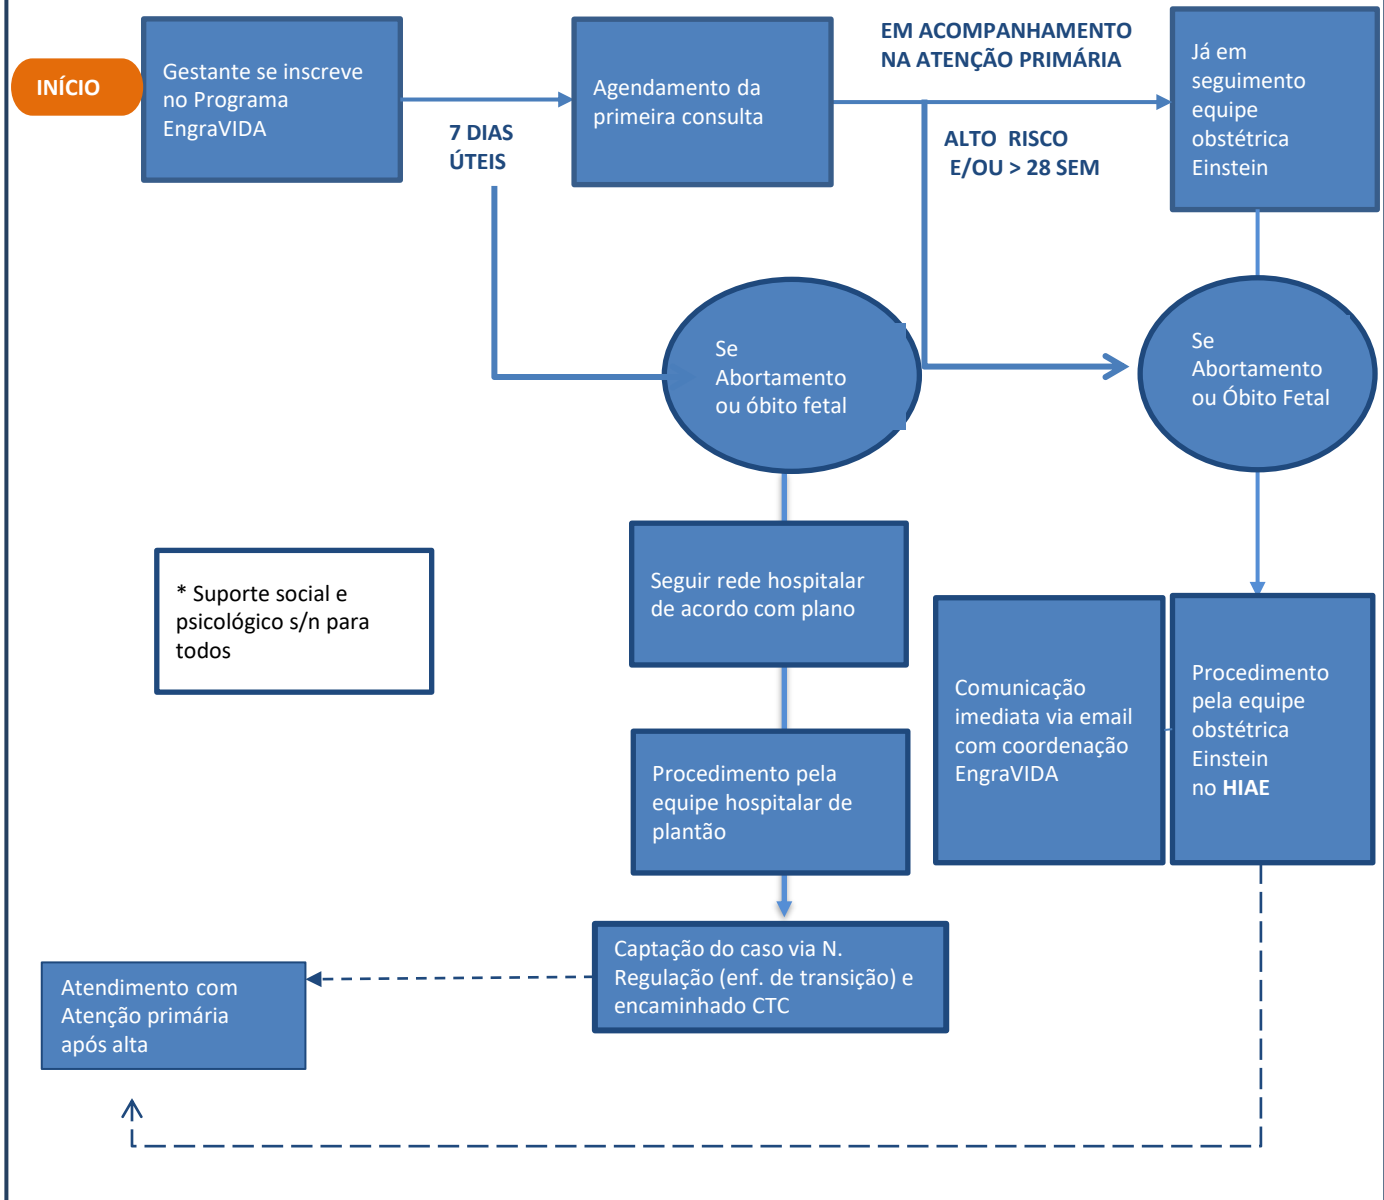 INÍCIO
Gestante se inscreve
no Programa
EngraVIDA
7 DIAS
ÚTEIS
Agendamento da
primeira consulta
EM ACOMPANHAMENTO
NA ATENÇÃO PRIMÁRIA
ALTO RISCO
E/OU > 28 SEM
Já em
seguimento
equipe
obstétrica
Einstein
Se
Abortamento
ou óbito fetal
Se
Abortamento
ou Óbito Fetal
* Suporte social e
psicológico s/n para
todos
Seguir rede hospitalar
de acordo com plano
Procedimento pela
equipe hospitalar de
plantão
Comunicação
imediata via email
com coordenação
EngraVIDA
Procedimento
pela equipe
obstétrica
Einstein
no HIAE
Captação do caso via N.
Regulação (enf. de transição) e
encaminhado CTC
Atendimento com
Atenção primária
após alta